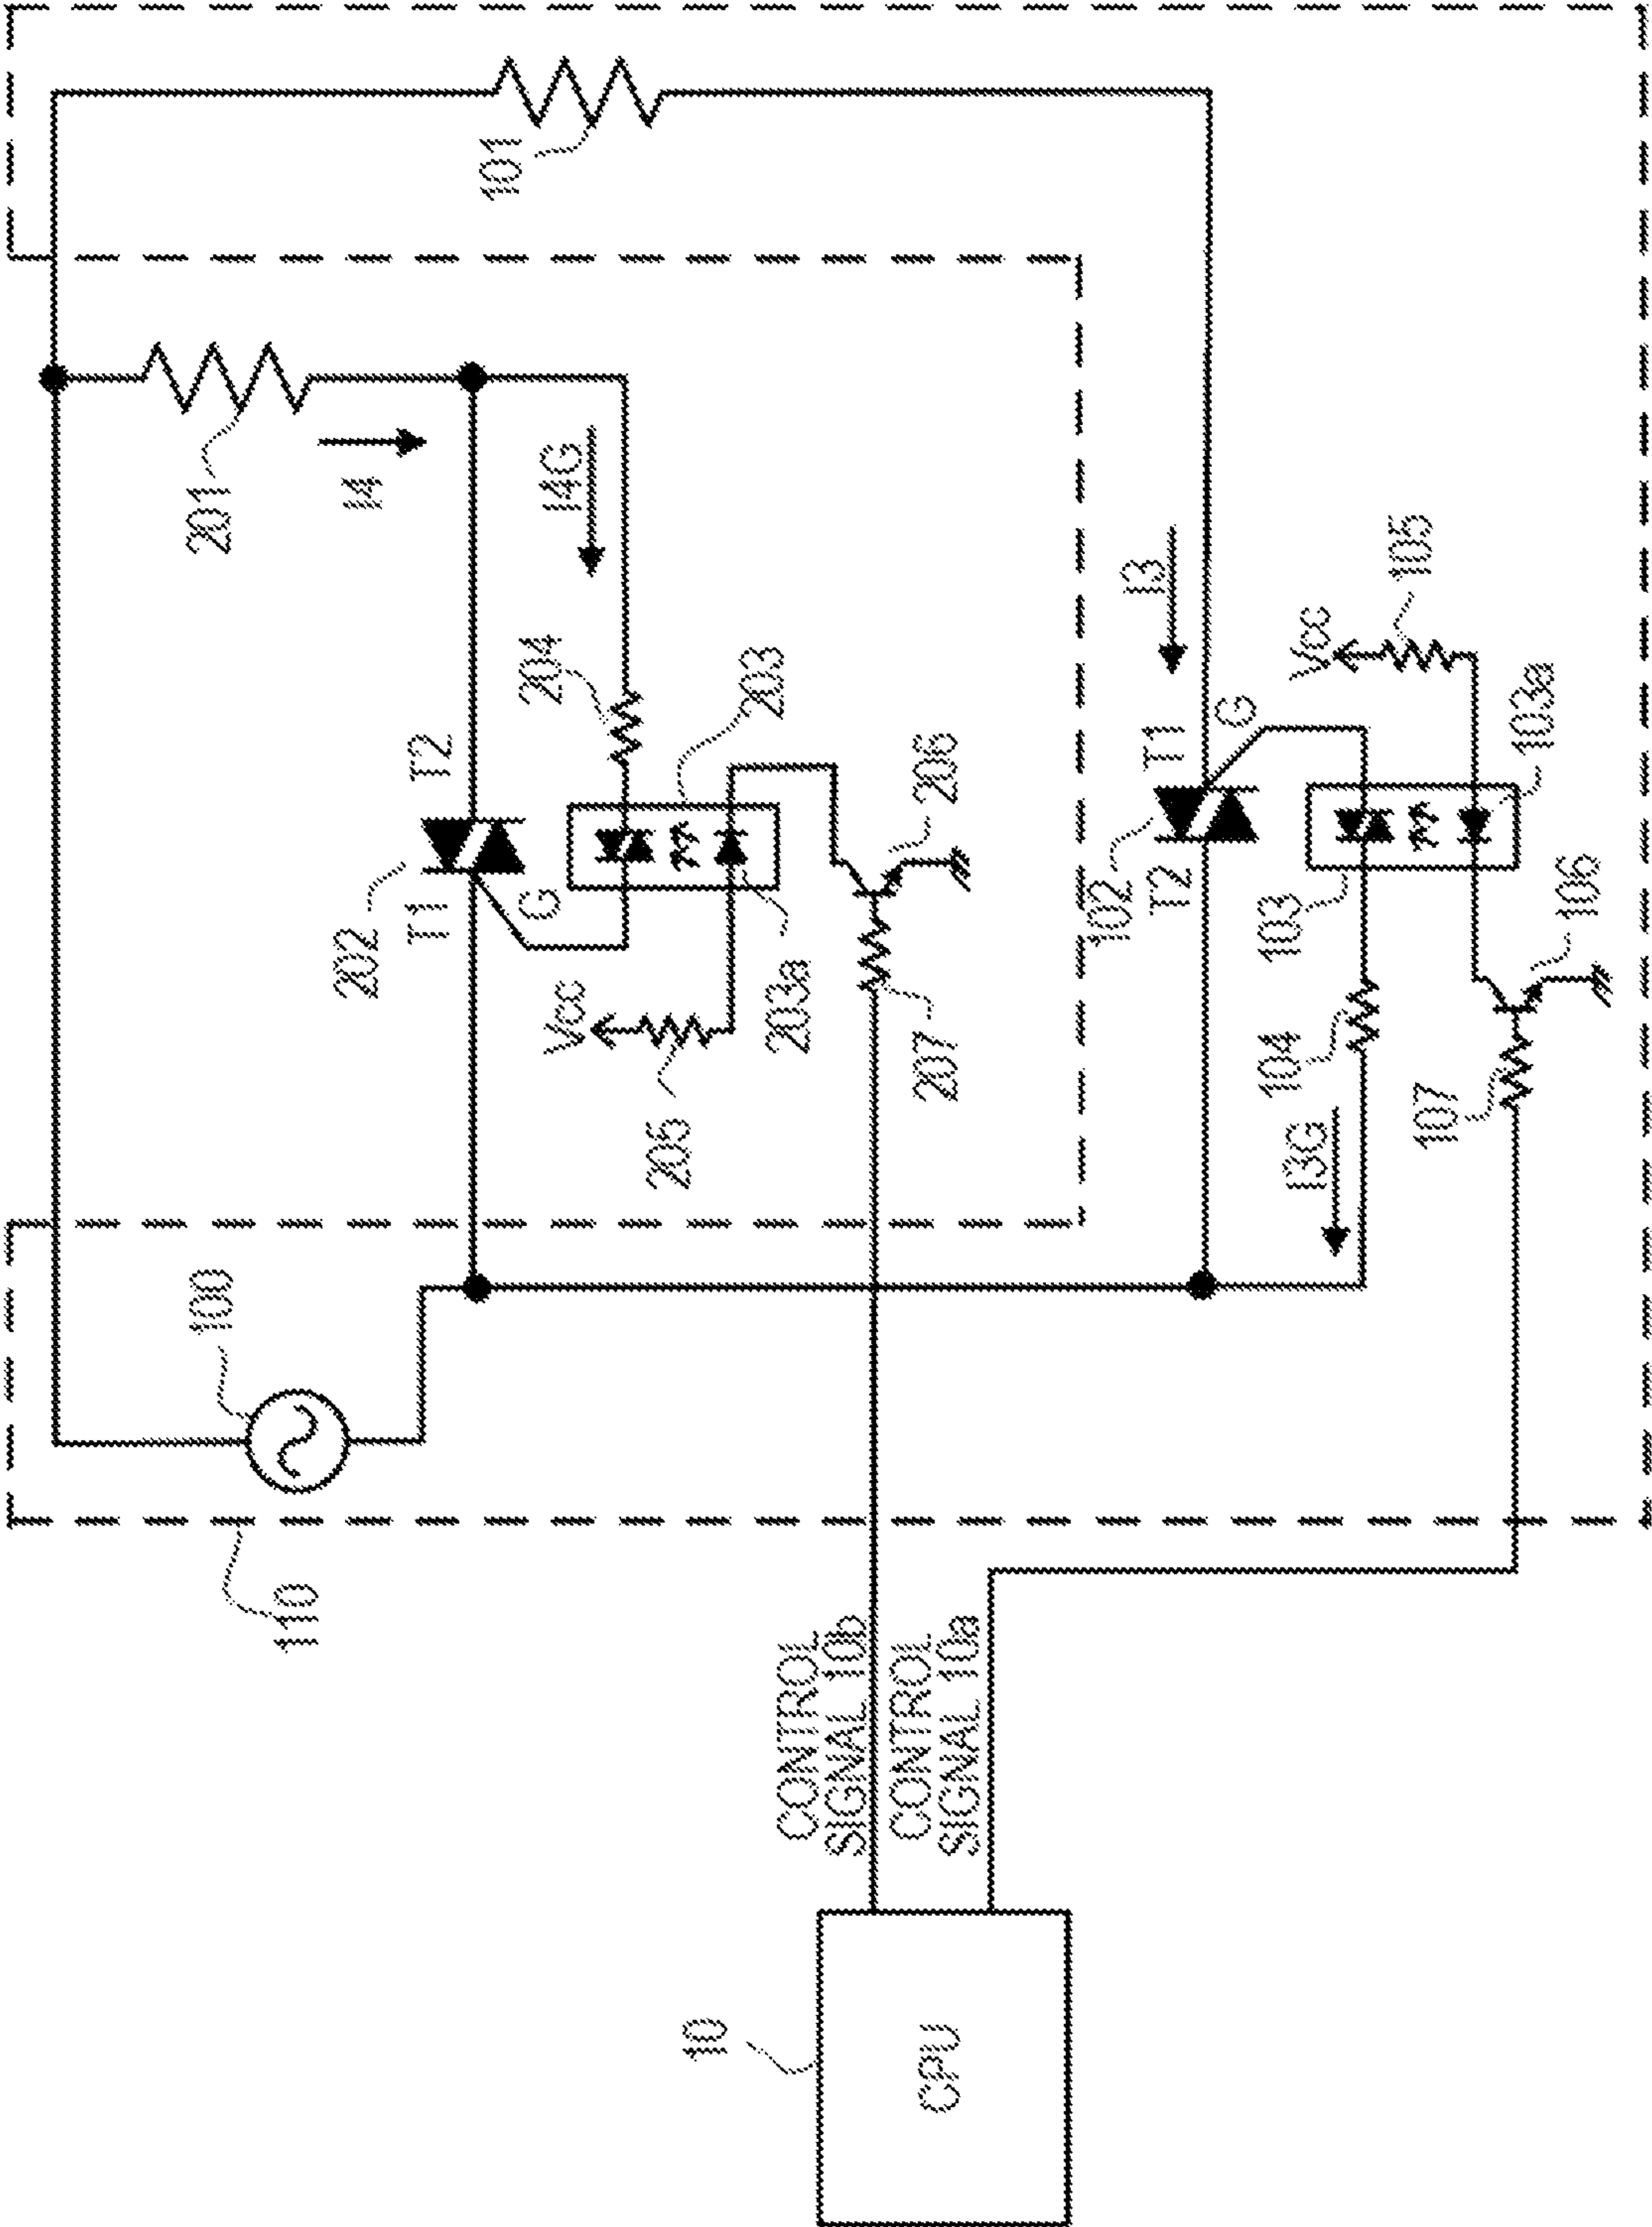 110
100
202
T1
T2
201
I4
G
204
I4G
101
Vcc
203
205
203a
206
207
CONTROL
SIGNAL 10b
CONTROL
SIGNAL 10a
10
CPU
102
T2
T1
I3
G
103
104
I3G
Vcc
105
103a
107
106